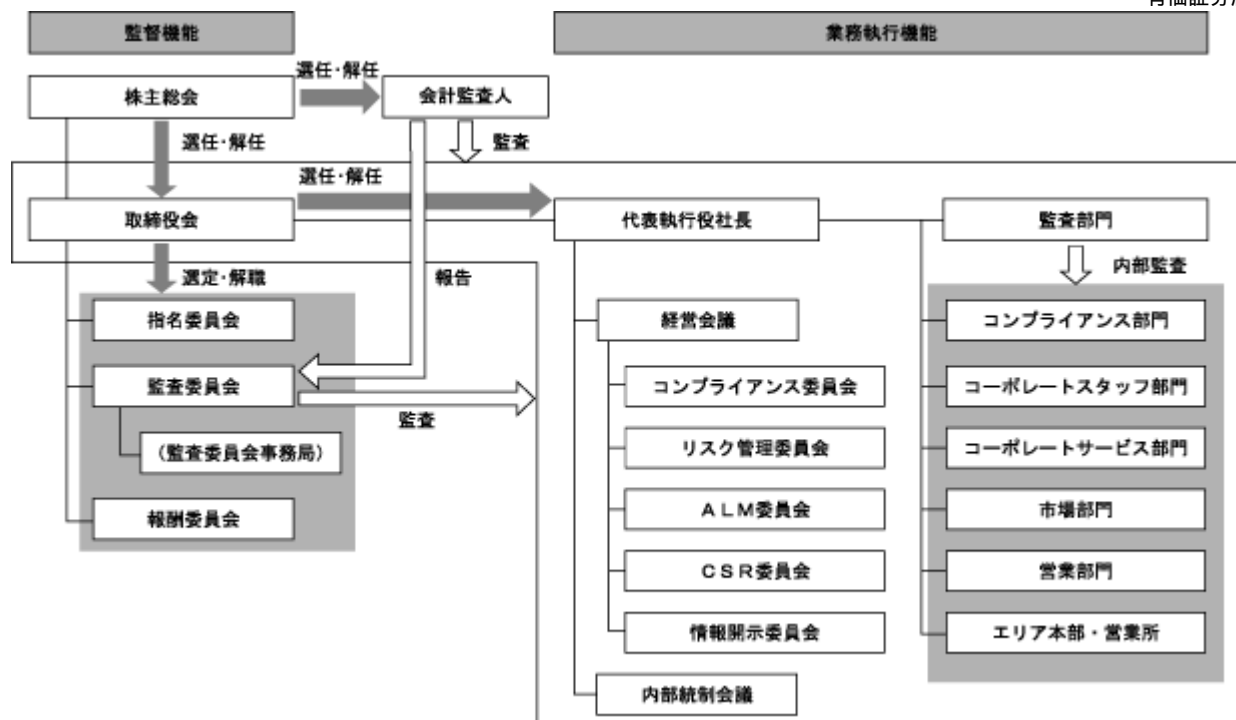 監督機能
業務執行機能
選任・解任
株主総会
会計監査人
選任・解任
監査
選任・解任
取締役会
代表執行役社長
監査部門
選定・解職
報告
内部監査
指名委員会
経営会議
コンプライアンス部門
監査委員会
コンプライアンス委員会
コーポレートスタッフ部門
監査
(監査委員会事務局)
リスク管理委員会
コーポレートサービス部門
報酬委員会
ALM委員会
市場部門
CSR委員会
営業部門
情報開示委員会
エリア本部・営業所
内部統制会議